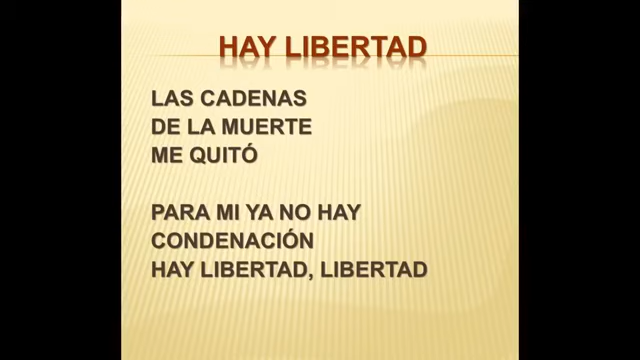 HAY LIBERTAD
LAS CADENAS
DE LA MUERTE
ME QUITÓ
PARA MI YA NO HAY
CONDENACIÓN
HAY LIBERTAD, LIBERTAD